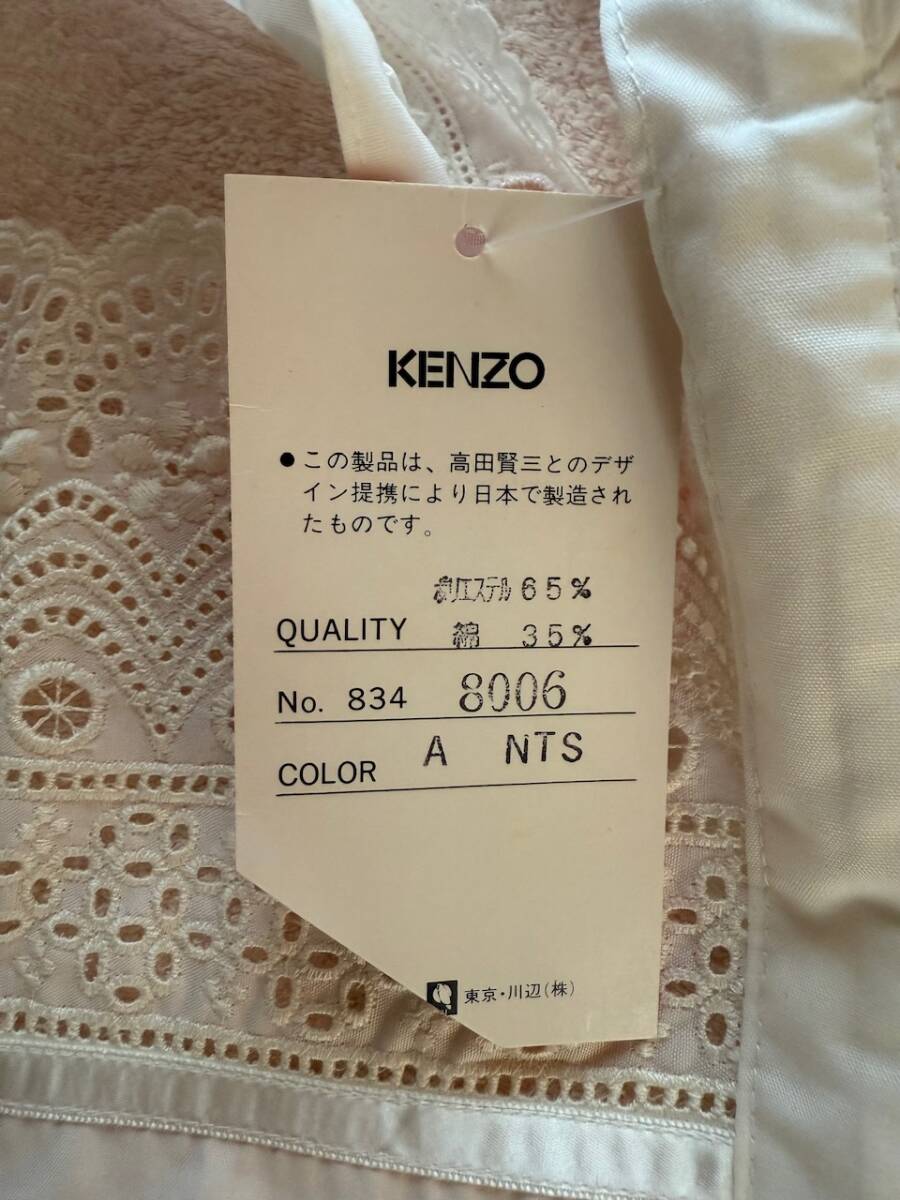 KENZO
●この製品は、高田賢三とのデザ
イン提携により日本で製造され
たものです。
ポリエステル 65%
QUALITY 綿 35%
No. 834 8006
COLOR A NTS
東京・川辺(株)